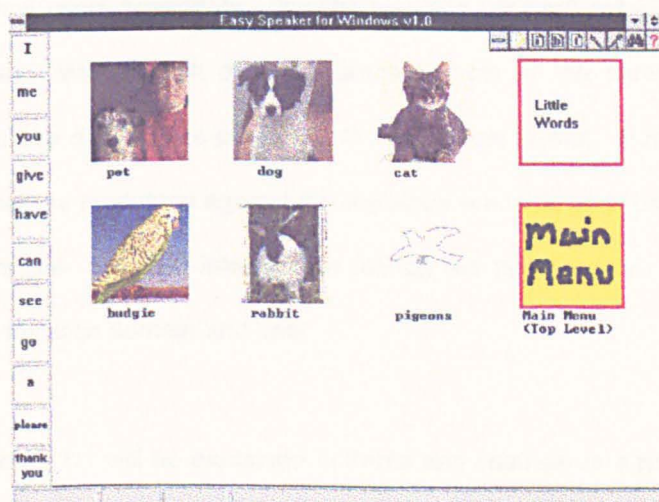 Easy Speaker for Windows v1.0
I
me
you
give
have
can
see
go
a
please
thank
you
pet
dog
cat
Little
Words
budgie
rabbit
pigeons
Main
Menu
Main Menu
(Top Level)